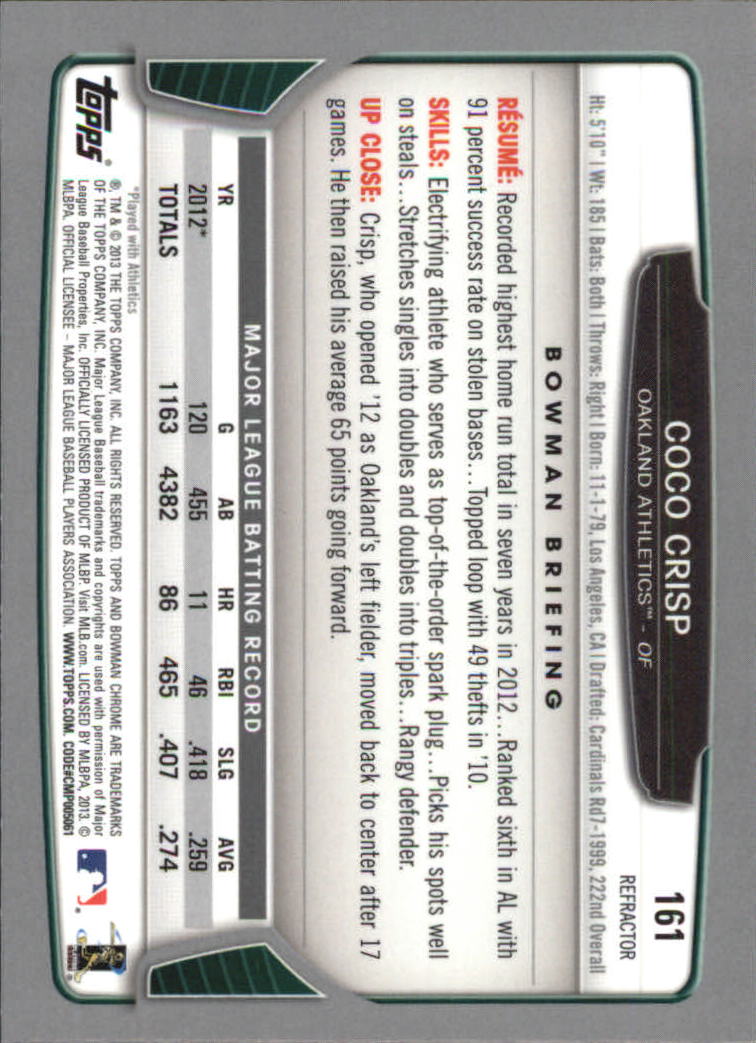 161
REFRACTOR
COCO CRISP
OAKLAND ATHLETICS™ - OF
Ht: 5'10" | Wt: 185 | Bats: Both | Throws: Right | Born: 11-1-79, Los Angeles, CA | Drafted: Cardinals Rd7-1999, 222nd Overall
BOWMAN BRIEFING
RÉSUMÉ: Recorded highest home run total in seven years in 2012...Ranked sixth in AL with
91 percent success rate on stolen bases...Topped loop with 49 thefts in '10.
SKILLS: Electrifying athlete who serves as top-of-the-order spark plug...Picks his spots well
on steals...Stretches singles into doubles and doubles into triples...Rangy defender.
UP CLOSE: Crisp, who opened '12 as Oakland's left fielder, moved back to center after 17
games. He then raised his average 65 points going forward.
MAJOR LEAGUE BATTING RECORD
YR G AB HR RBI SLG AVG
2012* 120 455 11 46 .418 .259
TOTALS 1163 4382 86 465 .407 .274
*Played with Athletics
®, TM & © 2013 THE TOPPS COMPANY, INC. ALL RIGHTS RESERVED. TOPPS AND BOWMAN CHROME ARE TRADEMARKS
OF THE TOPPS COMPANY, INC. Major League Baseball trademarks and copyrights are used with permission of Major
League Baseball Properties, Inc. OFFICIALLY LICENSED PRODUCT OF MLBP. Visit MLB.com. LICENSED BY MLBPA, 2013. ©
MLBPA. OFFICIAL LICENSEE – MAJOR LEAGUE BASEBALL PLAYERS ASSOCIATION. WWW.TOPPS.COM. CODE#CMP005061
topps®